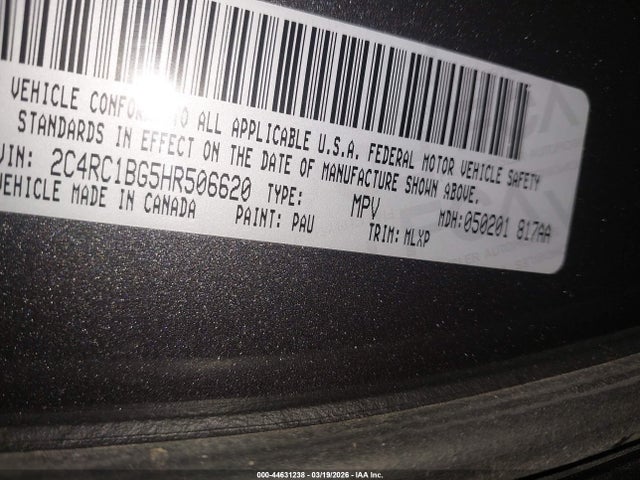 VEHICLE CONFORMS TO ALL APPLICABLE U.S.A. FEDERAL MOTOR VEHICLE SAFETY
STANDARDS IN EFFECT ON THE DATE OF MANUFACTURE SHOWN ABOVE.
VIN: 2C4RC1BG5HR506620 TYPE: MPV MDH:050201 817AA
VEHICLE MADE IN CANADA PAINT: PAU TRIM: MLXP
000-44631238 - 03/19/2026 - IAA Inc.